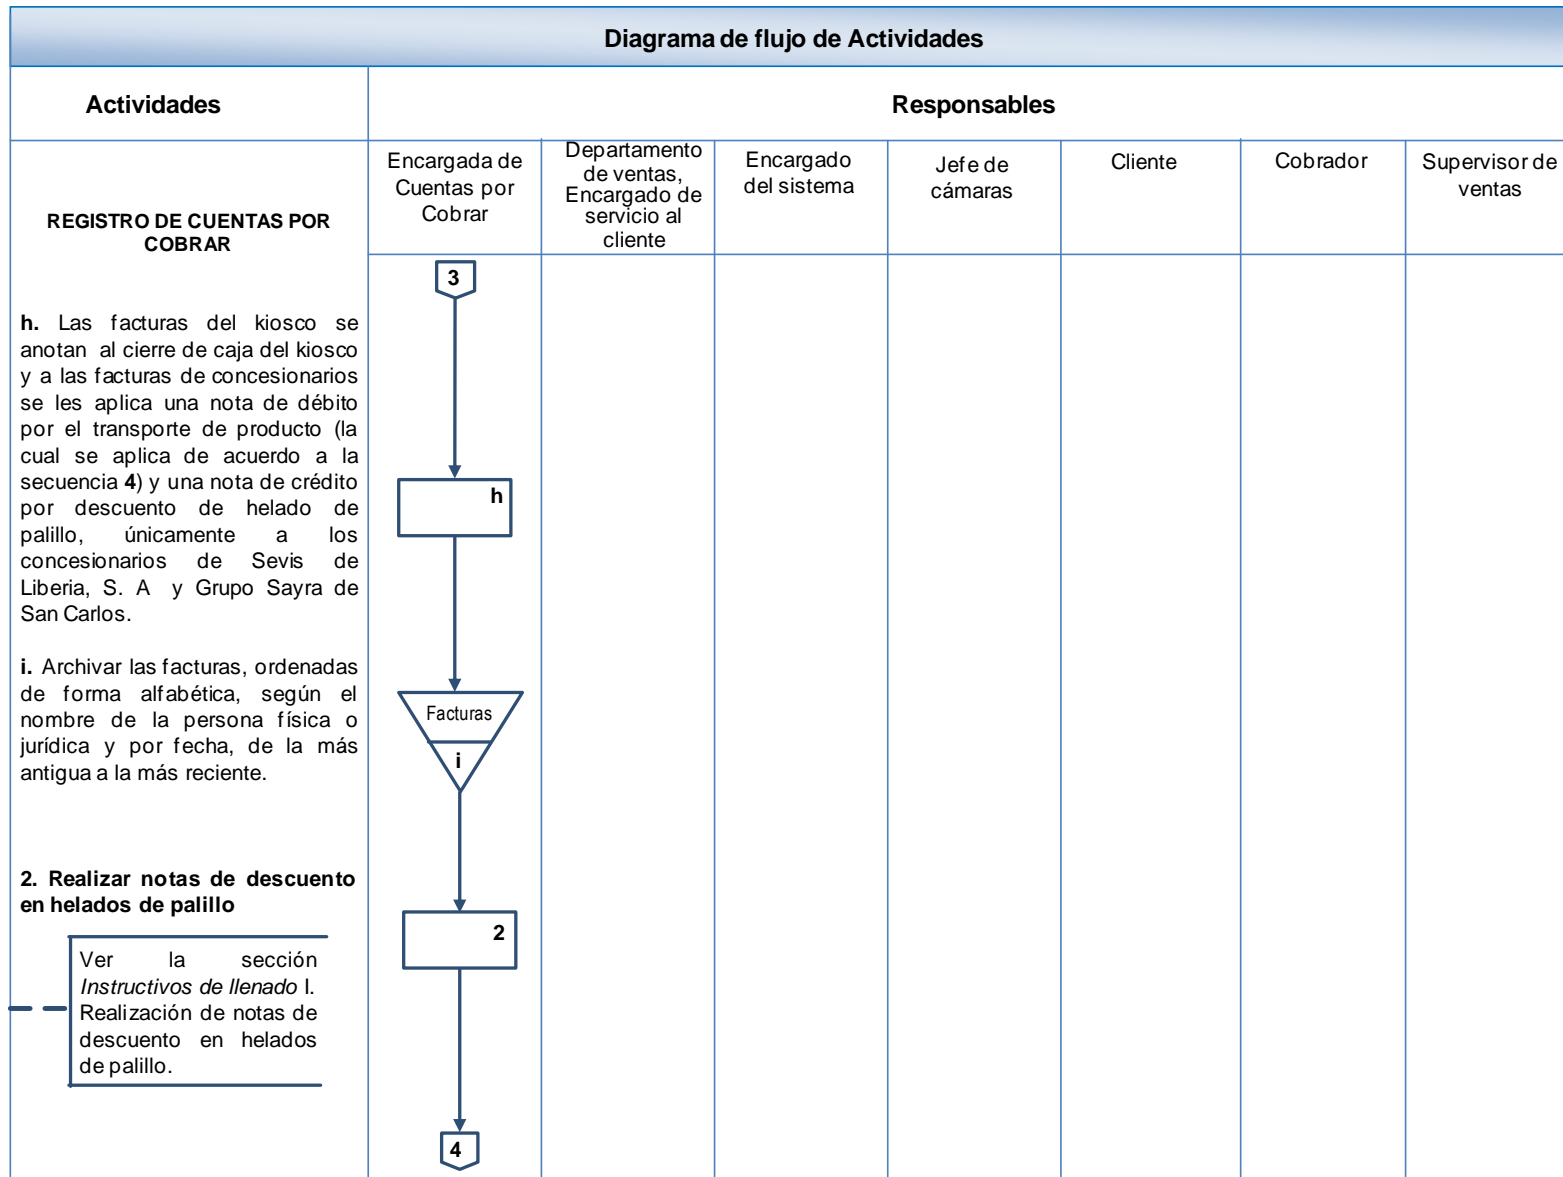 Diagrama de flujo de Actividades
Actividades
Responsables
REGISTRO DE CUENTAS POR
COBRAR
Encargada de
Cuentas por
Cobrar
Departamento
de ventas,
Encargado de
servicio al
cliente
Encargado
del sistema
Jefe de
cámaras
Cliente
Cobrador
Supervisor de
ventas
h. Las facturas del kiosco se
anotan al cierre de caja del kiosco
y a las facturas de concesionarios
se les aplica una nota de débito
por el transporte de producto (la
cual se aplica de acuerdo a la
secuencia 4) y una nota de crédito
por descuento de helado de
palillo, únicamente a los
concesionarios de Sevis de
Liberia, S. A y Grupo Sayra de
San Carlos.
i. Archivar las facturas, ordenadas
de forma alfabética, según el
nombre de la persona física o
jurídica y por fecha, de la más
antigua a la más reciente.
2. Realizar notas de descuento
en helados de palillo
Ver la sección
Instructivos de llenado I.
Realización de notas de
descuento en helados
de palillo.
3
h
Facturas
i
2
4